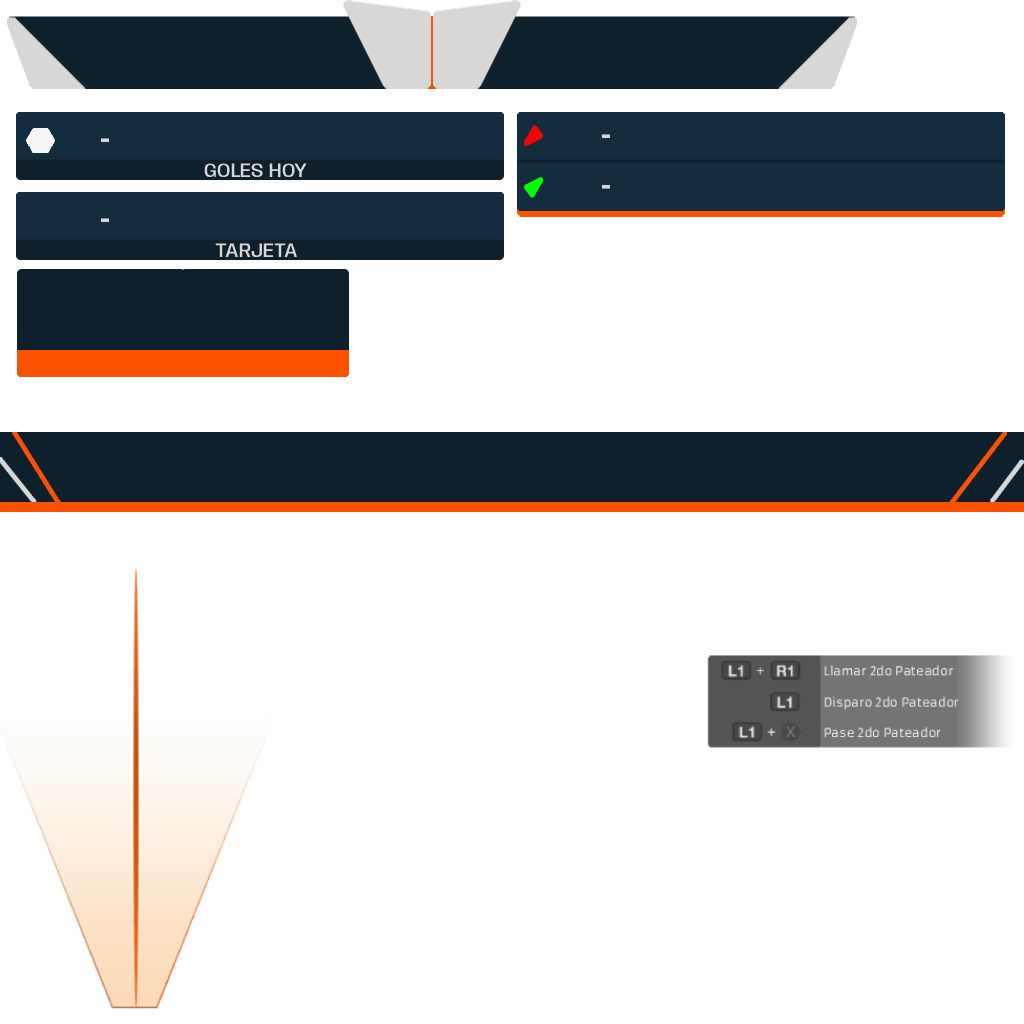 -
GOLES HOY
-
TARJETA
-
-
L1 + R1 Llamar 2do Pateador
L1 Disparo 2do Pateador
L1 + X Pase 2do Pateador